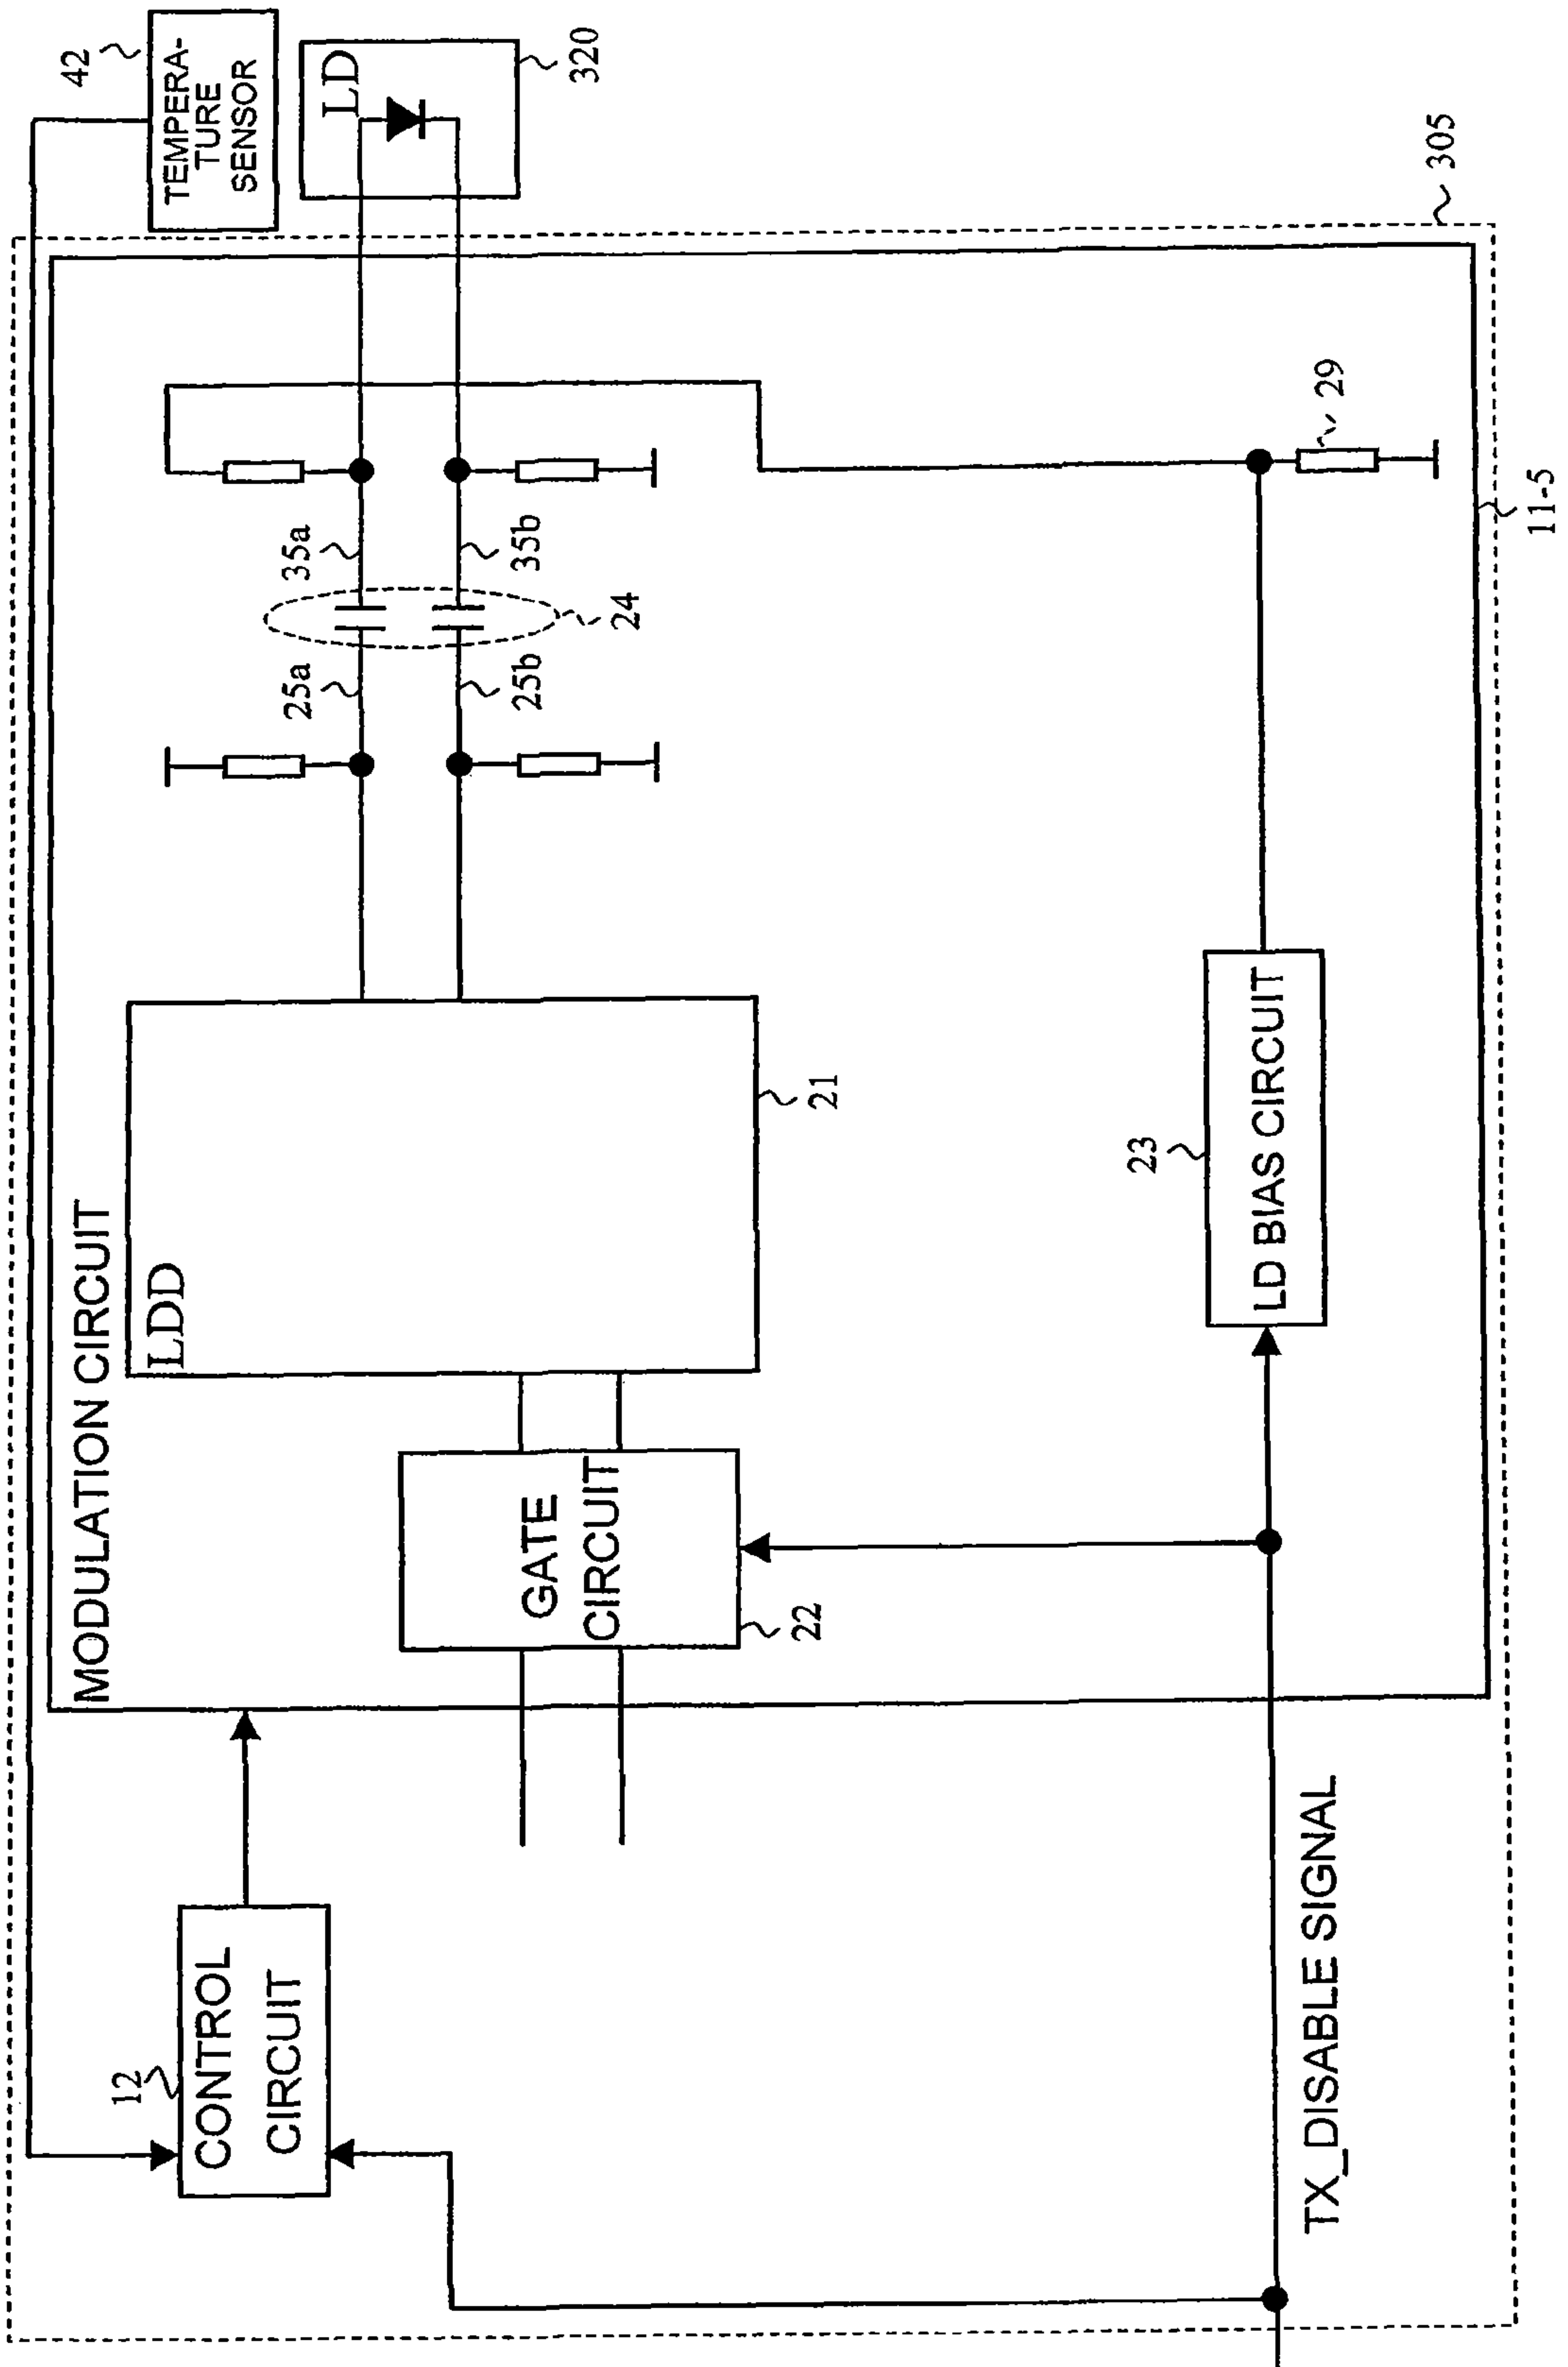 42
TEMPERA-
TURE
SENSOR
LD
320
305
MODULATION CIRCUIT
LDD
21
25a
25b
35a
35b
24
12
CONTROL
CIRCUIT
GATE
CIRCUIT
22
23
LD BIAS CIRCUIT
29
11-5
TX_DISABLE SIGNAL